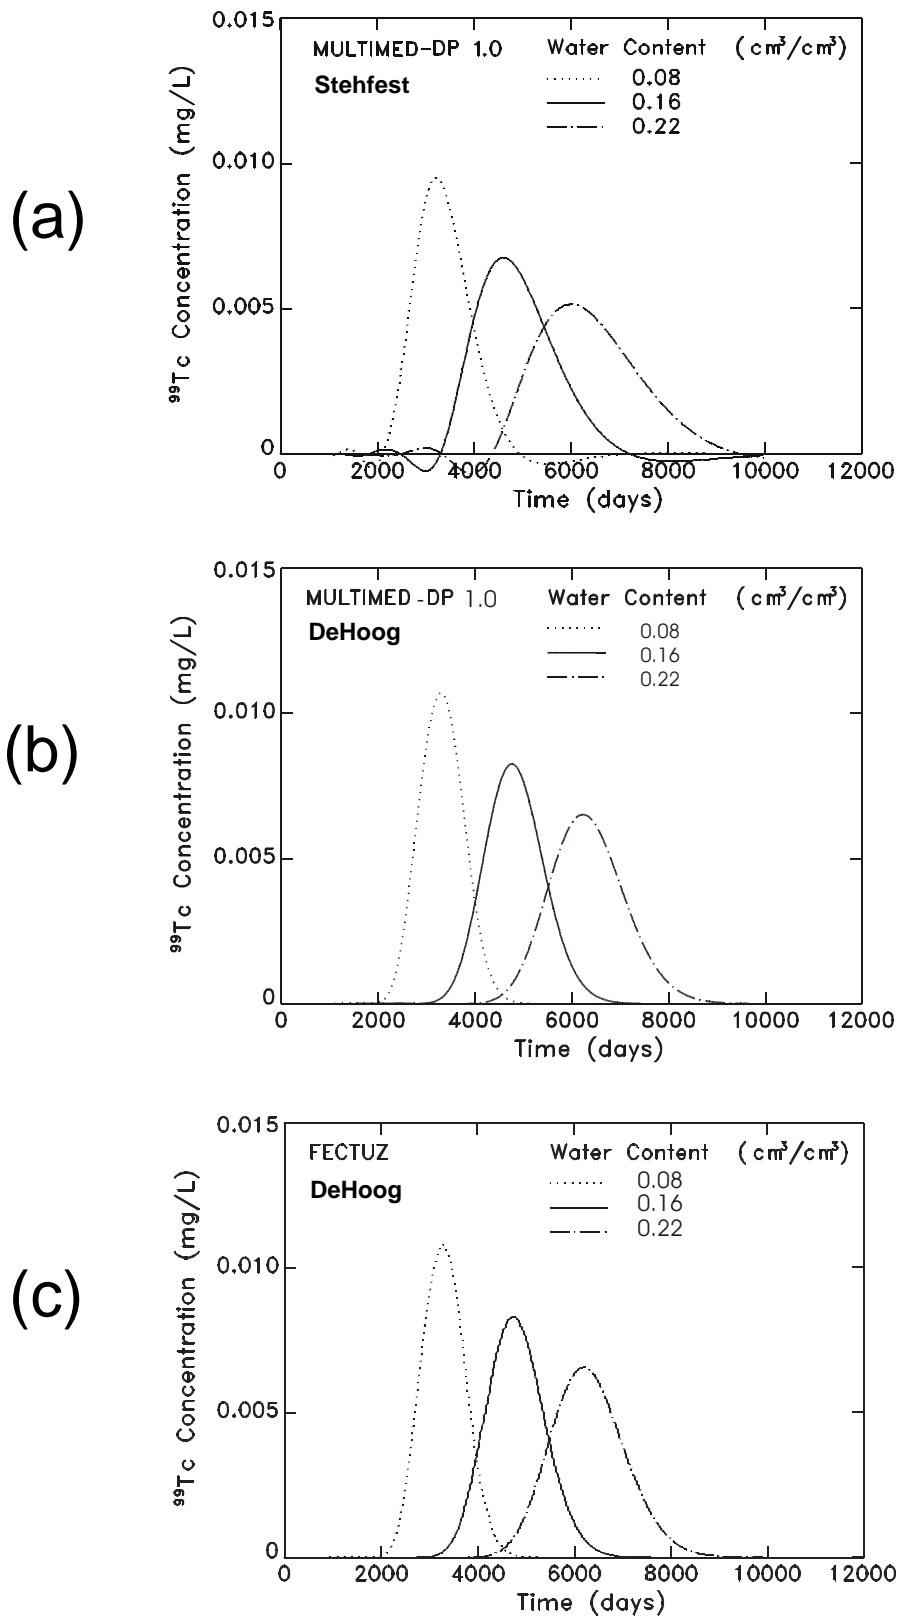 (a)
0.015
MULTIMED-DP 1.0 Water Content (cm³/cm³)
Stehfest
0.08
0.16
0.22
0.010
0.005
0
⁹⁹Tc Concentration (mg/L)
0 2000 4000 6000 8000 10000 12000
Time (days)
(b)
0.015
MULTIMED-DP 1.0 Water Content (cm³/cm³)
DeHoog
0.08
0.16
0.22
0.010
0.005
0
⁹⁹Tc Concentration (mg/L)
0 2000 4000 6000 8000 10000 12000
Time (days)
(c)
0.015
FECTUZ Water Content (cm³/cm³)
DeHoog
0.08
0.16
0.22
0.010
0.005
0
⁹⁹Tc Concentration (mg/L)
0 2000 4000 6000 8000 10000 12000
Time (days)